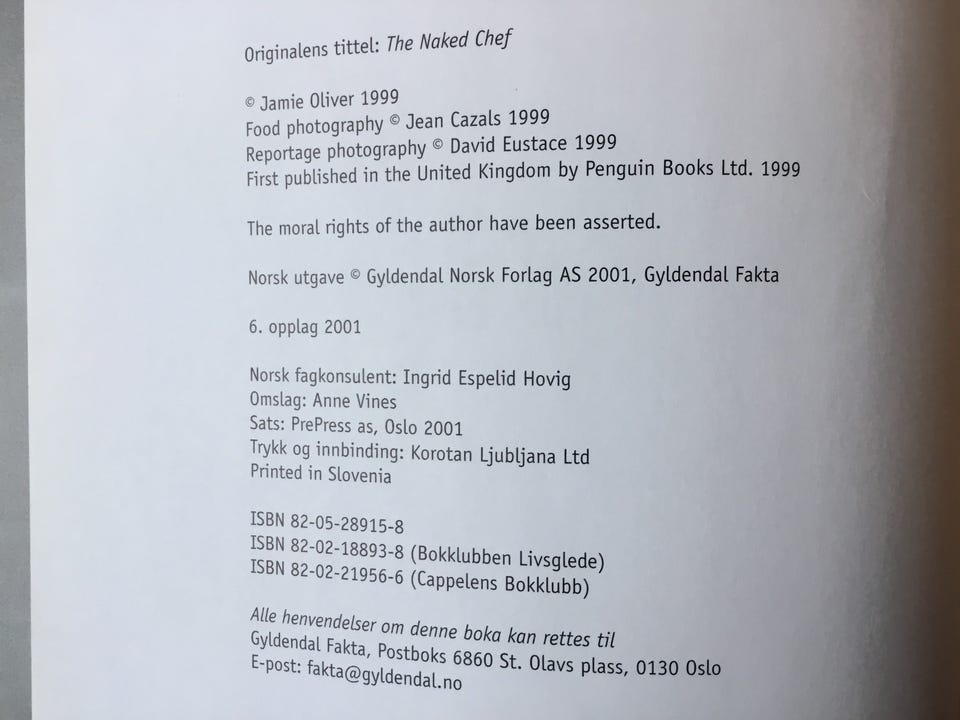 Originalens tittel: The Naked Chef
© Jamie Oliver 1999
Food photography © Jean Cazals 1999
Reportage photography © David Eustace 1999
First published in the United Kingdom by Penguin Books Ltd. 1999
The moral rights of the author have been asserted.
Norsk utgave © Gyldendal Norsk Forlag AS 2001, Gyldendal Fakta
6. opplag 2001
Norsk fagkonsulent: Ingrid Espelid Hovig
Omslag: Anne Vines
Sats: PrePress as, Oslo 2001
Trykk og innbinding: Korotan Ljubljana Ltd
Printed in Slovenia
ISBN 82-05-28915-8
ISBN 82-02-18893-8 (Bokklubben Livsglede)
ISBN 82-02-21956-6 (Cappelens Bokklubb)
Alle henvendelser om denne boka kan rettes til
Gyldendal Fakta, Postboks 6860 St. Olavs plass, 0130 Oslo
E-post: fakta@gyldendal.no